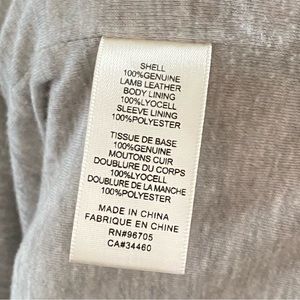 SHELL
100%GENUINE
LAMB LEATHER
BODY LINING
100%LYOCELL
SLEEVE LINING
100%POLYESTER
TISSUE DE BASE
100%GENUINE
MOUTONS CUIR
DOUBLURE DU CORPS
100%LYOCELL
DOUBLURE DE LA MANCHE
100%POLYESTER
MADE IN CHINA
FABRIQUE EN CHINE
RN#96705
CA#34460